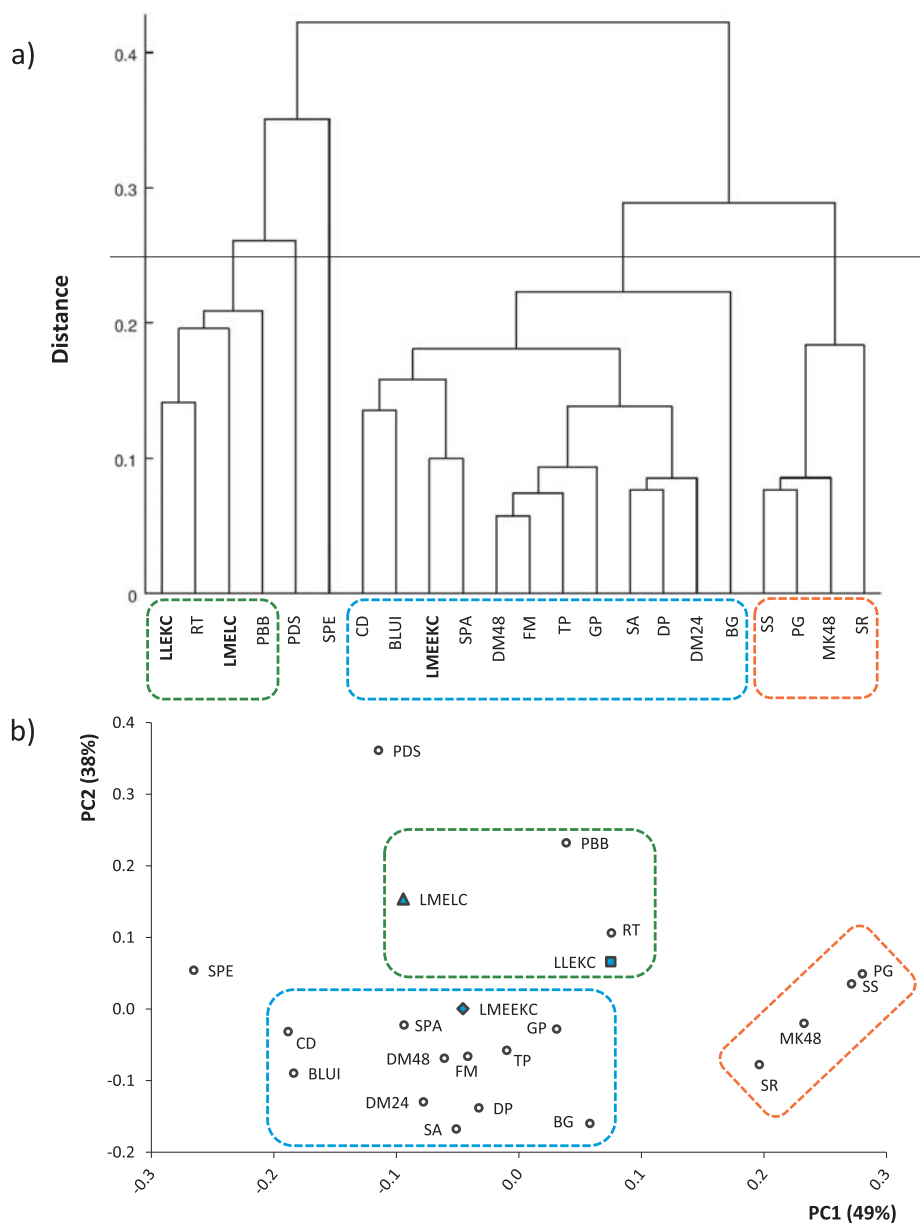 a)
Distance
0.4
0.3
0.2
0.1
0
LLEKC RT LMELC PBB PDS SPE CD BLUI LMEEKC SPA DM48 FM TP GP SA DP DM24 BG SS PG MK48 SR
b)
PC2 (38%)
0.4
0.3
0.2
0.1
0.0
-0.1
-0.2
PDS
PBB
LMELC
RT
LLEKC
SPE
PG
SS
LMEEKC
SPA
GP
CD
MK48
DM48
FM
TP
BLUI
SR
DM24
DP
SA
BG
-0.3 -0.2 -0.1 0.0 0.1 0.2 0.3
PC1 (49%)